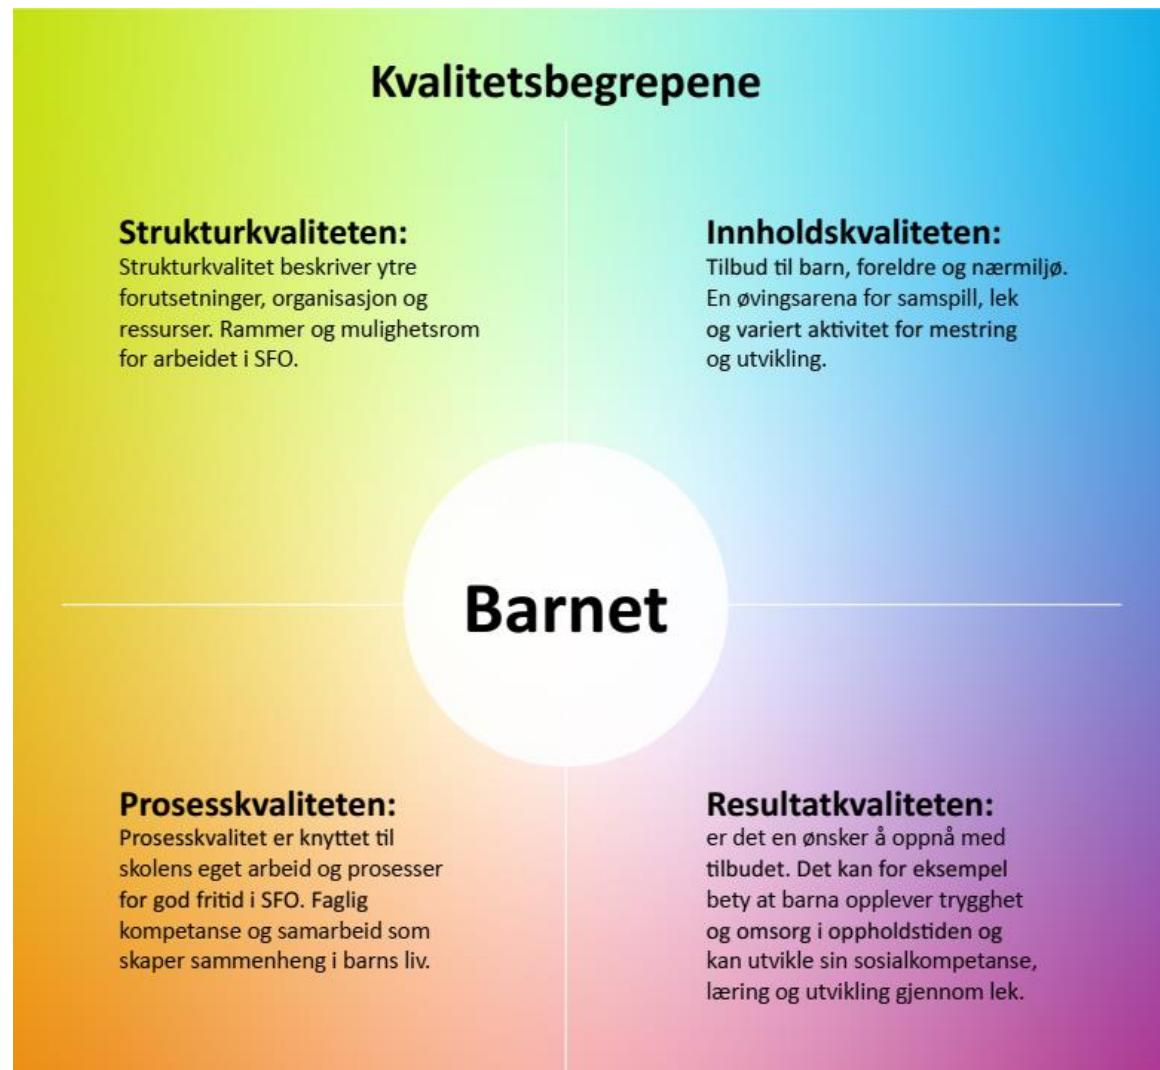 Kvalitetsbegrepene
Strukturkvaliteten:
Strukturkvalitet beskriver ytre
forutsetninger, organisasjon og
ressurser. Rammer og mulighetsrom
for arbeidet i SFO.
Innholdskvaliteten:
Tilbud til barn, foreldre og nærmiljø.
En øvingsarena for samspill, lek
og variert aktivitet for mestring
og utvikling.
Barnet
Prosesskvaliteten:
Prosesskvalitet er knyttet til
skolens eget arbeid og prosesser
for god fritid i SFO. Faglig
kompetanse og samarbeid som
skaper sammenheng i barns liv.
Resultatkvaliteten:
er det en ønsker å oppnå med
tilbudet. Det kan for eksempel
bety at barna opplever trygghet
og omsorg i oppholdstiden og
kan utvikle sin sosialkompetanse,
læring og utvikling gjennom lek.